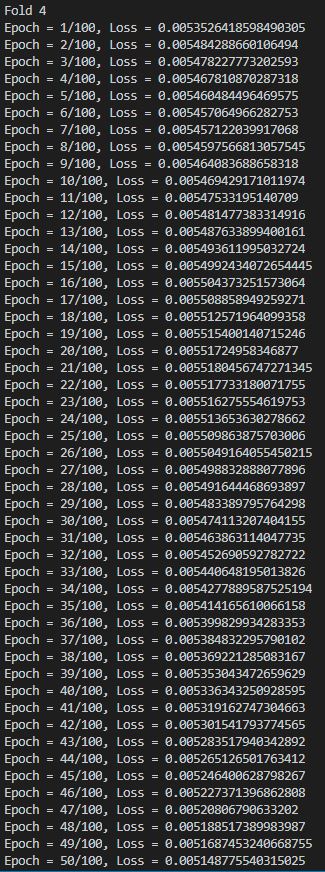 Fold 4
Epoch = 1/100, Loss = 0.0053526418598490305
Epoch = 2/100, Loss = 0.005484288660106494
Epoch = 3/100, Loss = 0.005478227773202593
Epoch = 4/100, Loss = 0.005467810870287318
Epoch = 5/100, Loss = 0.005460484496469575
Epoch = 6/100, Loss = 0.005457064966282753
Epoch = 7/100, Loss = 0.005457122039917068
Epoch = 8/100, Loss = 0.0054597566813057545
Epoch = 9/100, Loss = 0.005464083688658318
Epoch = 10/100, Loss = 0.005469429171011974
Epoch = 11/100, Loss = 0.00547533195140709
Epoch = 12/100, Loss = 0.005481477383314916
Epoch = 13/100, Loss = 0.005487633899400161
Epoch = 14/100, Loss = 0.005493611995032724
Epoch = 15/100, Loss = 0.0054992434072654445
Epoch = 16/100, Loss = 0.005504373251573064
Epoch = 17/100, Loss = 0.005508858949259271
Epoch = 18/100, Loss = 0.005512571964099358
Epoch = 19/100, Loss = 0.005515400140715246
Epoch = 20/100, Loss = 0.00551724958346877
Epoch = 21/100, Loss = 0.0055180456747271345
Epoch = 22/100, Loss = 0.005517733180071755
Epoch = 23/100, Loss = 0.005516275554619753
Epoch = 24/100, Loss = 0.005513653630278662
Epoch = 25/100, Loss = 0.005509863875703006
Epoch = 26/100, Loss = 0.0055049164055450215
Epoch = 27/100, Loss = 0.005498832888077896
Epoch = 28/100, Loss = 0.005491644468693897
Epoch = 29/100, Loss = 0.005483389795764298
Epoch = 30/100, Loss = 0.005474113207404155
Epoch = 31/100, Loss = 0.005463863114047735
Epoch = 32/100, Loss = 0.005452690592782722
Epoch = 33/100, Loss = 0.005440648195013826
Epoch = 34/100, Loss = 0.0054277889587525194
Epoch = 35/100, Loss = 0.005414165610066158
Epoch = 36/100, Loss = 0.005399829934283353
Epoch = 37/100, Loss = 0.005384832295790102
Epoch = 38/100, Loss = 0.005369221285083167
Epoch = 39/100, Loss = 0.005353043472659629
Epoch = 40/100, Loss = 0.005336343250928595
Epoch = 41/100, Loss = 0.005319162747304663
Epoch = 42/100, Loss = 0.005301541793774565
Epoch = 43/100, Loss = 0.005283517940342892
Epoch = 44/100, Loss = 0.005265126501763412
Epoch = 45/100, Loss = 0.005246400628798267
Epoch = 46/100, Loss = 0.005227371396862808
Epoch = 47/100, Loss = 0.00520806790633202
Epoch = 48/100, Loss = 0.005188517389983987
Epoch = 49/100, Loss = 0.0051687453240668755
Epoch = 50/100, Loss = 0.005148775540315025